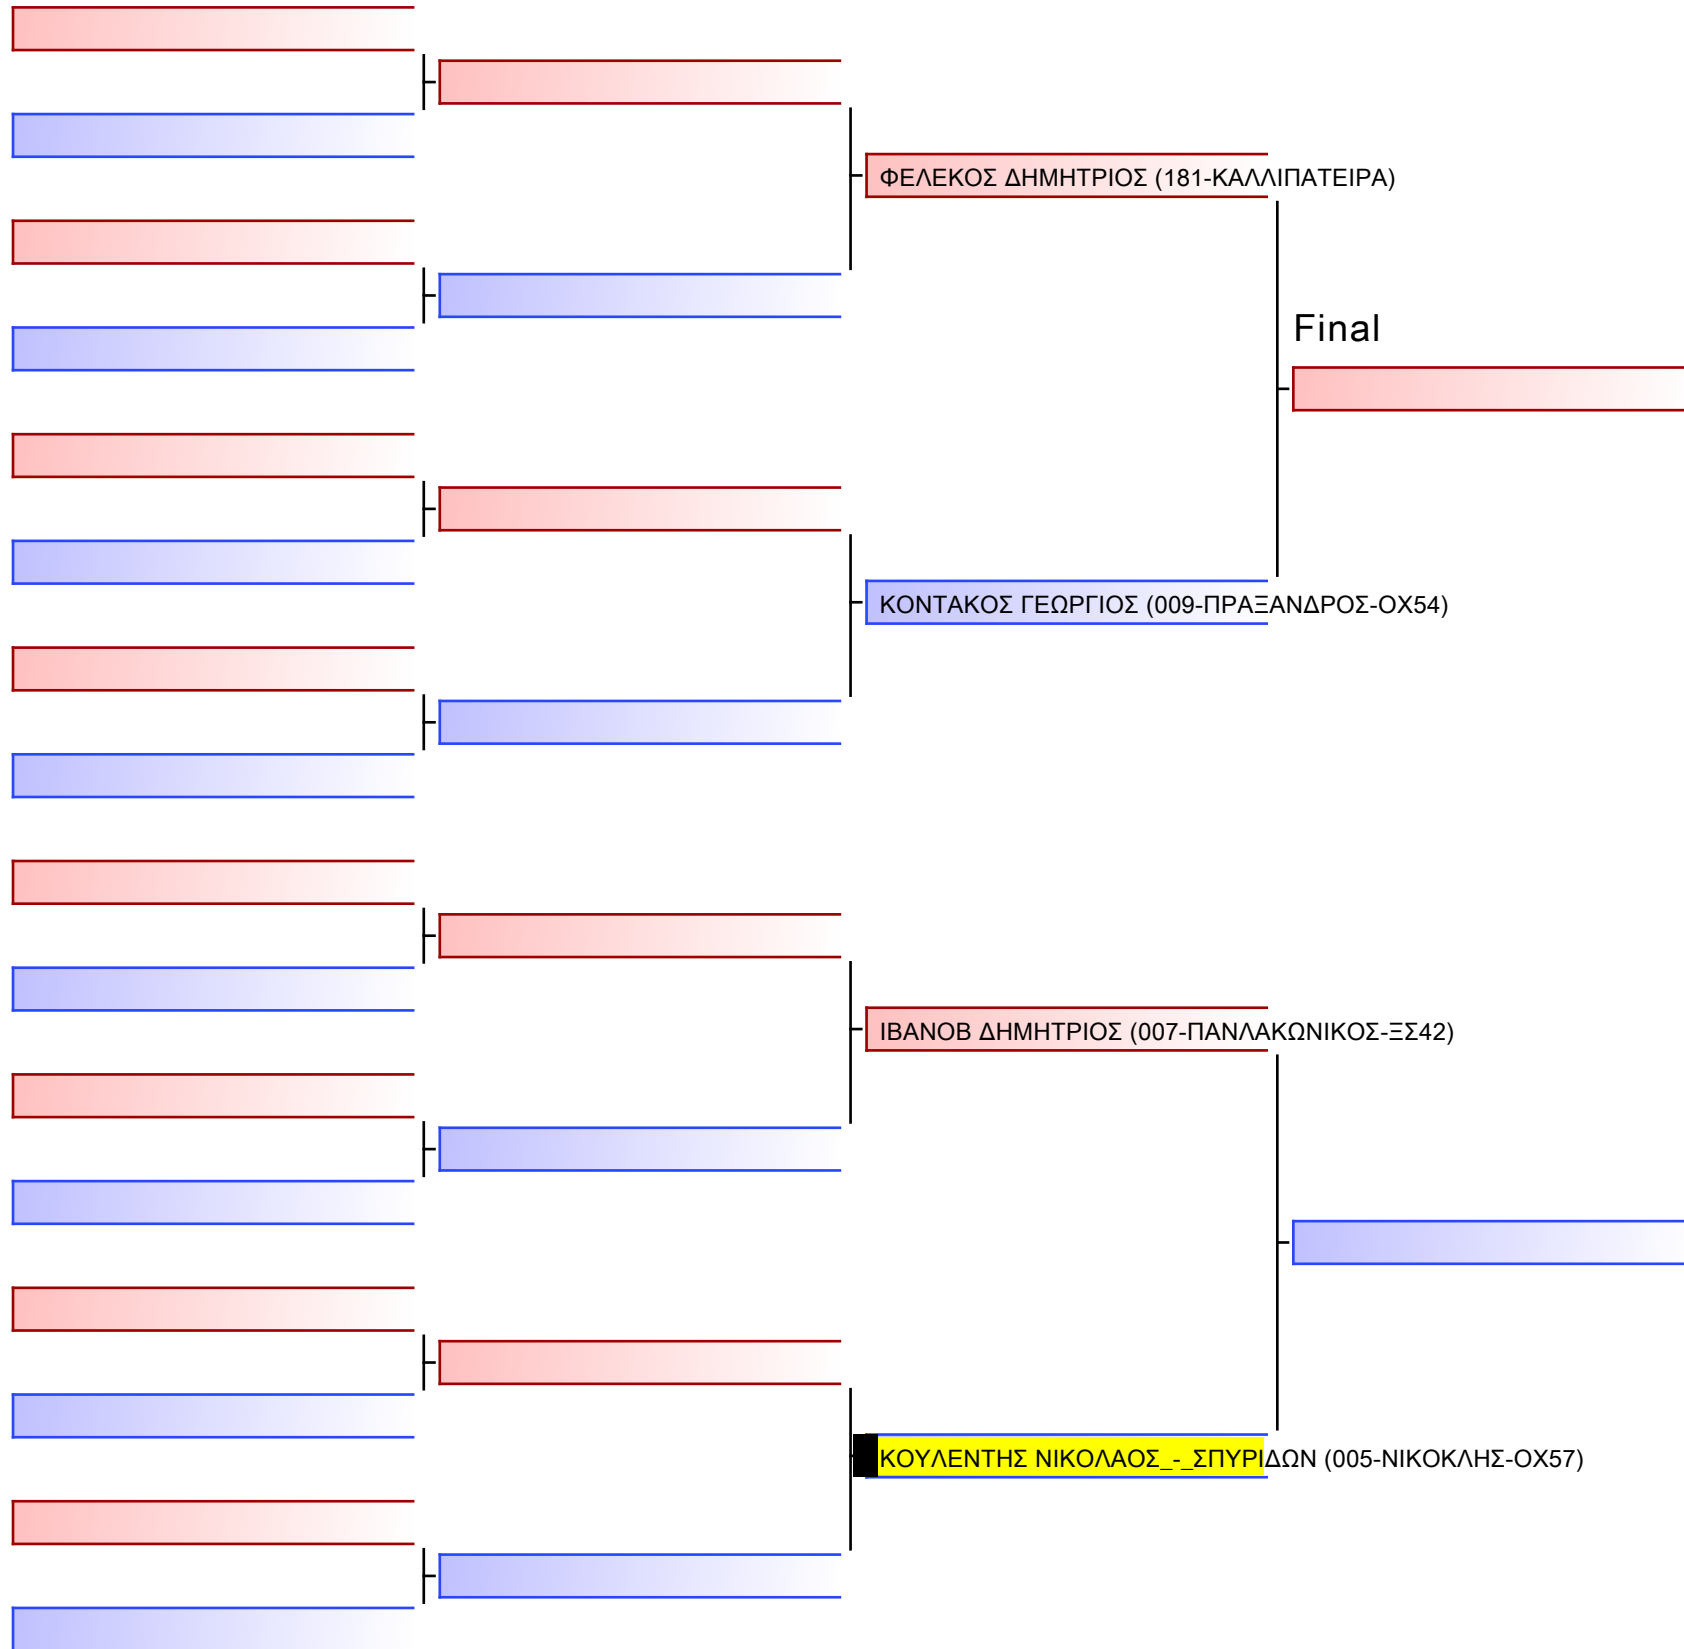 ΦΕΛΕΚΟΣ ΔΗΜΗΤΡΙΟΣ (181-ΚΑΛΛΙΠΑΤΕΙΡΑ)
Final
ΚΟΝΤΑΚΟΣ ΓΕΩΡΓΙΟΣ (009-ΠΡΑΞΑΝΔΡΟΣ-ΟΧ54)
ΙΒΑΝΟΒ ΔΗΜΗΤΡΙΟΣ (007-ΠΑΝΛΑΚΩΝΙΚΟΣ-ΞΣ42)
ΚΟΥΛΕΝΤΗΣ ΝΙΚΟΛΑΟΣ_-_ΣΠΥΡΙΔΩΝ (005-ΝΙΚΟΚΛΗΣ-ΟΧ57)